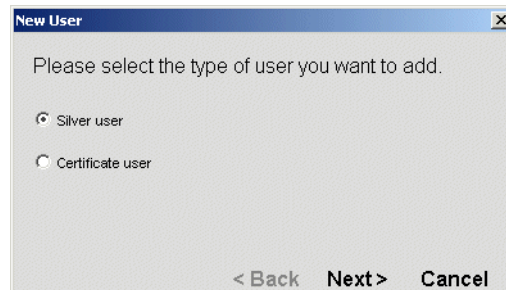 New User
Please select the type of user you want to add.
Silver user
Certificate user
< Back Next> Cancel